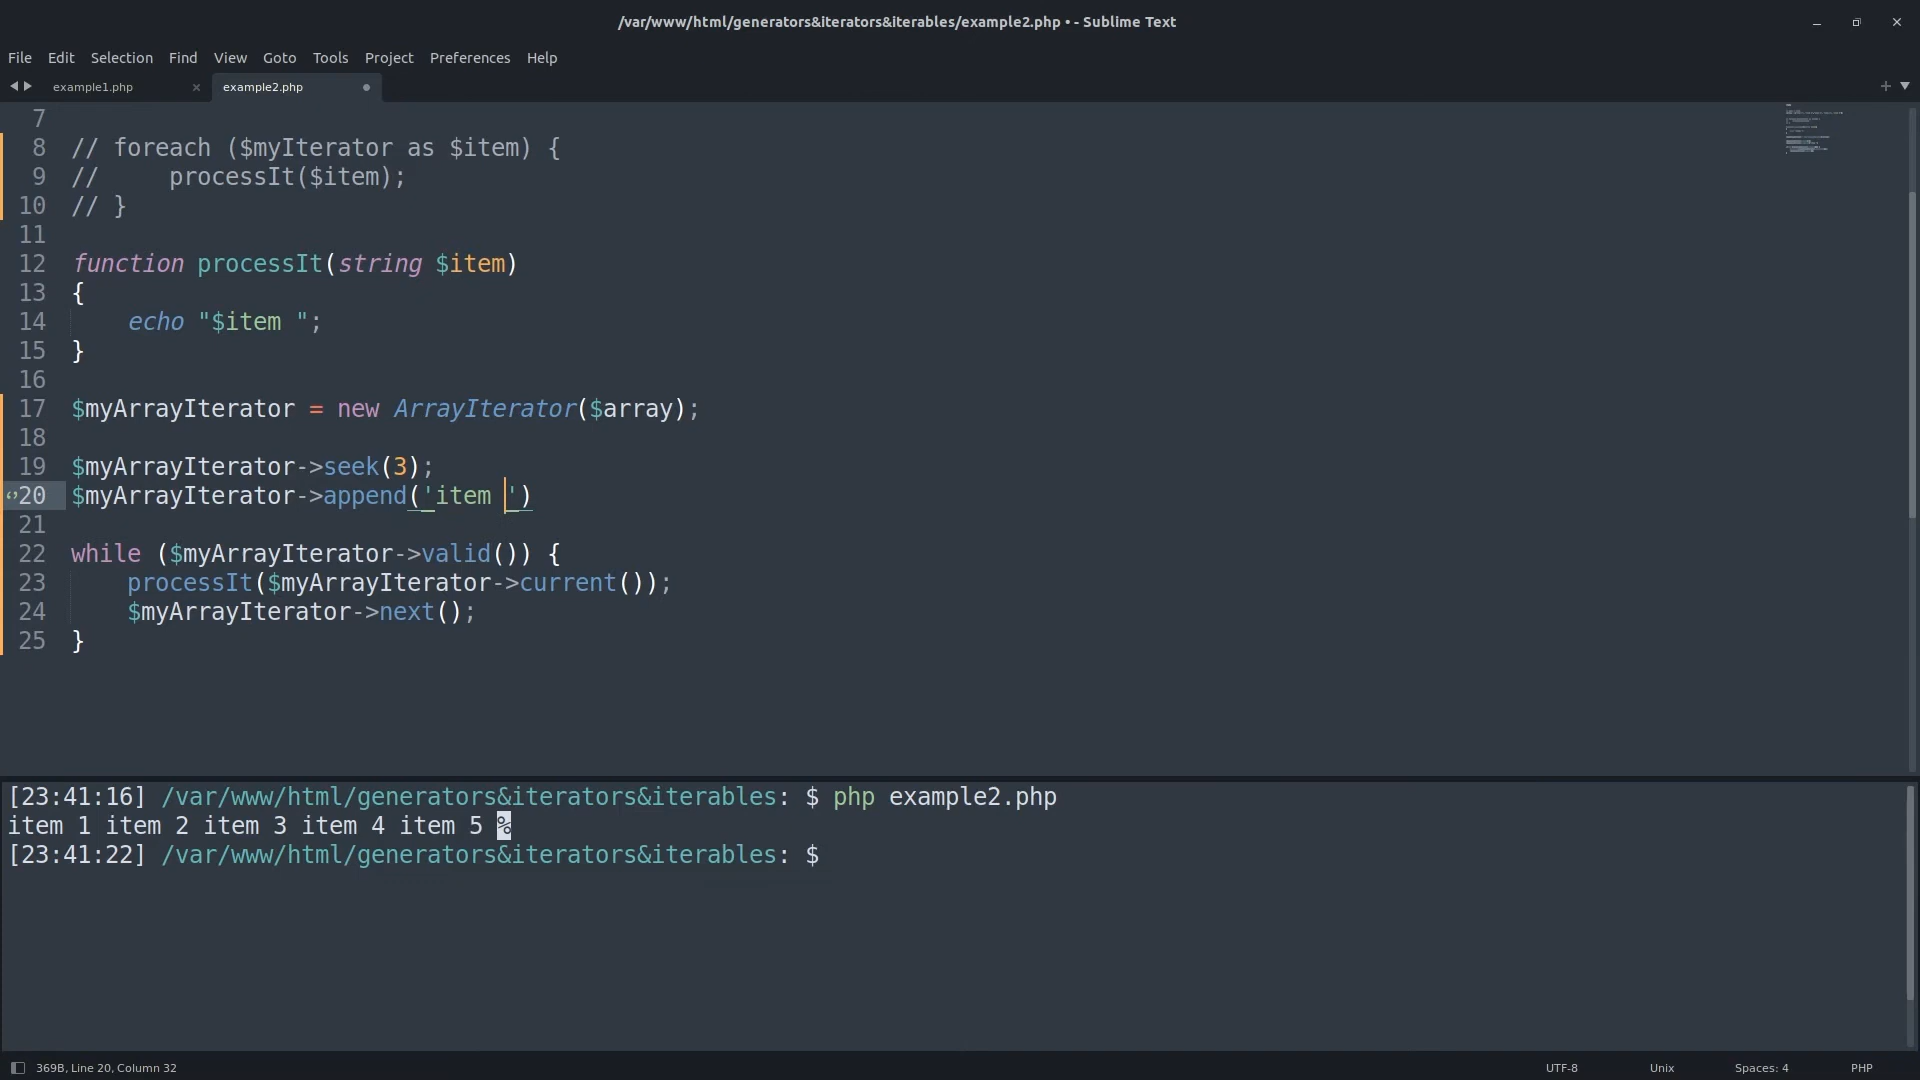 /var/www/html/generators&iterators&iterables/example2.php • - Sublime Text
File Edit Selection Find View Goto Tools Project Preferences Help
example1.php example2.php
7
8 // foreach ($myIterator as $item) {
9 //     processIt($item);
10 // }
11
12 function processIt(string $item)
13 {
14     echo "$item ";
15 }
16
17 $myArrayIterator = new ArrayIterator($array);
18
19 $myArrayIterator->seek(3);
20 $myArrayIterator->append('item ')
21
22 while ($myArrayIterator->valid()) {
23     processIt($myArrayIterator->current());
24     $myArrayIterator->next();
25 }
[23:41:16] /var/www/html/generators&iterators&iterables: $ php example2.php
item 1 item 2 item 3 item 4 item 5 %
[23:41:22] /var/www/html/generators&iterators&iterables: $
369B, Line 20, Column 32 UTF-8 Unix Spaces: 4 PHP